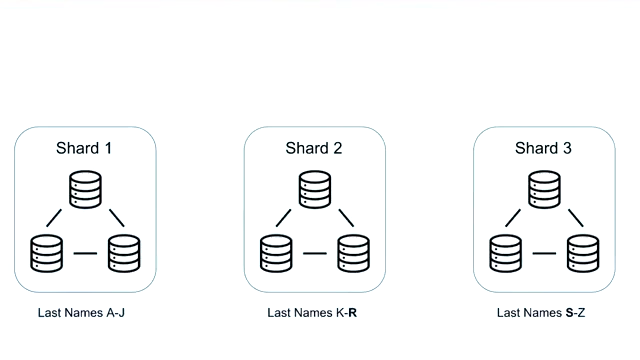 Shard 1
Shard 2
Shard 3
Last Names A-J
Last Names K-R
Last Names S-Z